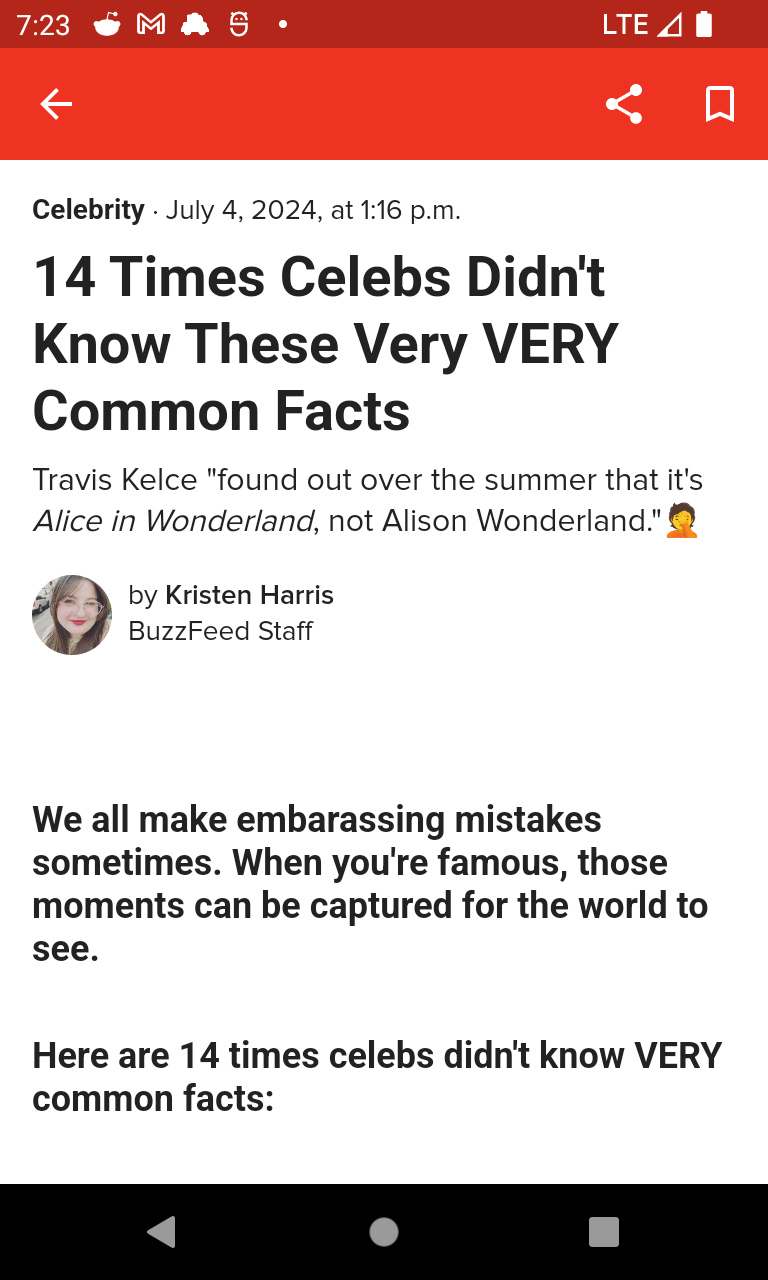 7:23
LTE
Celebrity · July 4, 2024, at 1:16 p.m.
14 Times Celebs Didn't
Know These Very VERY
Common Facts
Travis Kelce "found out over the summer that it's
Alice in Wonderland, not Alison Wonderland."🤦
by Kristen Harris
BuzzFeed Staff
We all make embarassing mistakes
sometimes. When you're famous, those
moments can be captured for the world to
see.
Here are 14 times celebs didn't know VERY
common facts: